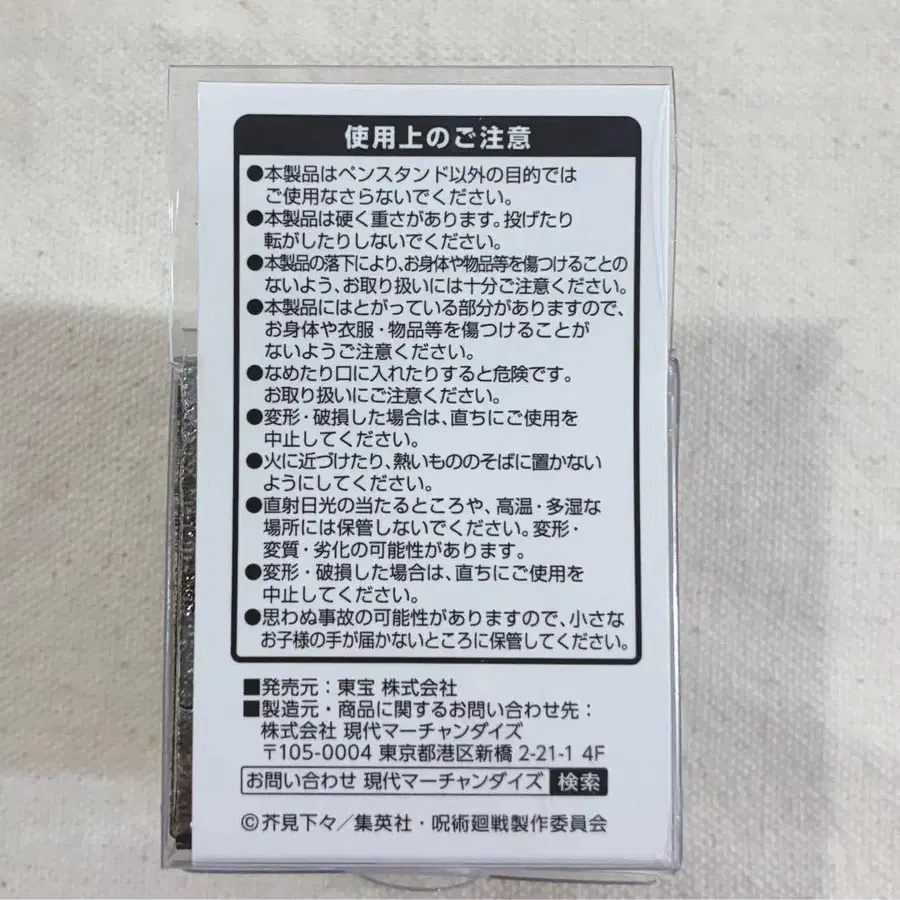 使用上のご注意
●本製品はペンスタンド以外の目的では
ご使用なさらないでください。
●本製品は硬く重さがあります。投げたり
転がしたりしないでください。
●本製品の落下により、お身体や物品等を傷つけることの
ないよう、お取り扱いには十分ご注意ください。
●本製品にはとがっている部分がありますので、
お身体や衣服・物品等を傷つけることが
ないようご注意ください。
●なめたり口に入れたりすると危険です。
お取り扱いにご注意ください。
●変形・破損した場合は、直ちにご使用を
中止してください。
●火に近づけたり、熱いもののそばに置かない
ようにしてください。
●直射日光の当たるところや、高温・多湿な
場所には保管しないでください。変形・
変質・劣化の可能性があります。
●変形・破損した場合は、直ちにご使用を
中止してください。
●思わぬ事故の可能性がありますので、小さな
お子様の手が届かないところに保管してください。
■発売元：東宝 株式会社
■製造元・商品に関するお問い合わせ先：
株式会社 現代マーチャンダイズ
〒105-0004 東京都港区新橋 2-21-1 4F
お問い合わせ 現代マーチャンダイズ 検索
©芥見下々／集英社・呪術廻戦製作委員会